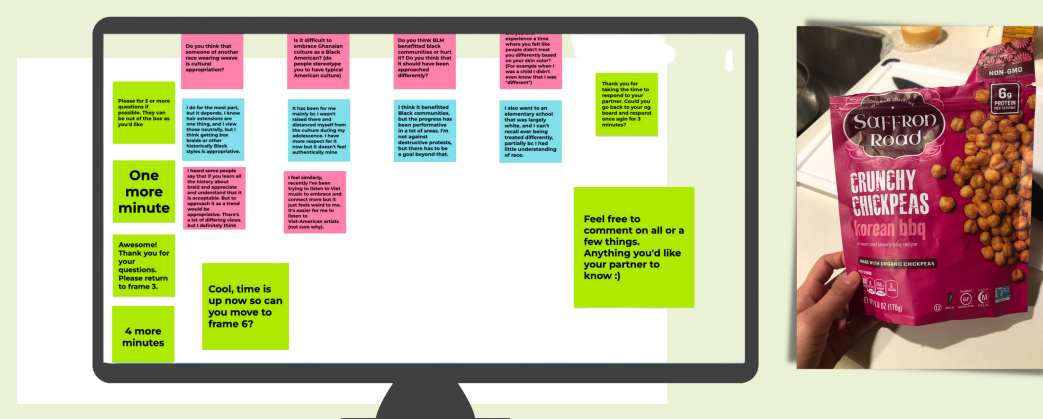 Do you think that
someone of another
race wearing weave
is cultural
appropriation?
Is it difficult to
embrace Ghanaian
culture as a Black
American? (do
people stereotype
you to have typical
American culture)
Do you think BLM
benefitted black
communities or hurt
it? Do you think that
it should have been
approached
differently?
experience a time
where you felt like
people didn't treat
you differently based
on your skin color?
(For example when I
was a child I didn't
even know that I was
"different")
Please for 5 or more
questions if
possible. They can
be out of the box as
you'd like
I do for the most part,
but it depends. I know
hair extensions are
one thing, and I view
those neutrally, but I
think getting box
braids or other
historically Black
styles is appropriative.
It has been for me
mainly bc I wasn't
raised there and
distanced myself from
the culture during my
adolescence. I have
more respect for it
now but it doesn't feel
authentically mine
I think it benefitted
Black communities,
but the progress has
been performative
in a lot of areas. I'm
not against
destructive protests,
but there has to be
a goal beyond that.
I also went to an
elementary school
that was largely
white, and I can't
recall ever being
treated differently,
partially bc I had
little understanding
of race.
Thank you for
taking the time to
respond to your
partner. Could you
go back to your og
board and respond
once agin for 3
minutes?
One
more
minute
I heard some people
say that if you learn all
the history about
braid and appreciate
and understand that it
is acceptable. But to
approach it as a trend
would be
appropriative. There's
a lot of differing views
but I definitely think
I feel similarly,
recently I've been
trying to listen to Viet
music to embrace and
connect more but it
just feels weird to me.
It's easier for me to
listen to
Viet-American artists
(not sure why).
Feel free to
comment on all or a
few things.
Anything you'd like
your partner to
know :)
Awesome!
Thank you for
your
questions.
Please return
to frame 3.
Cool, time is
up now so can
you move to
frame 6?
4 more
minutes
NON-GMO
6g
PROTEIN
PER SERVING
WORLD CUISINE
SAFFRON
ROAD
CRUNCHY
CHICKPEAS
korean bbq
a sweet and savory bbq recipe
MADE WITH ORGANIC CHICKPEAS
GF
(170g)